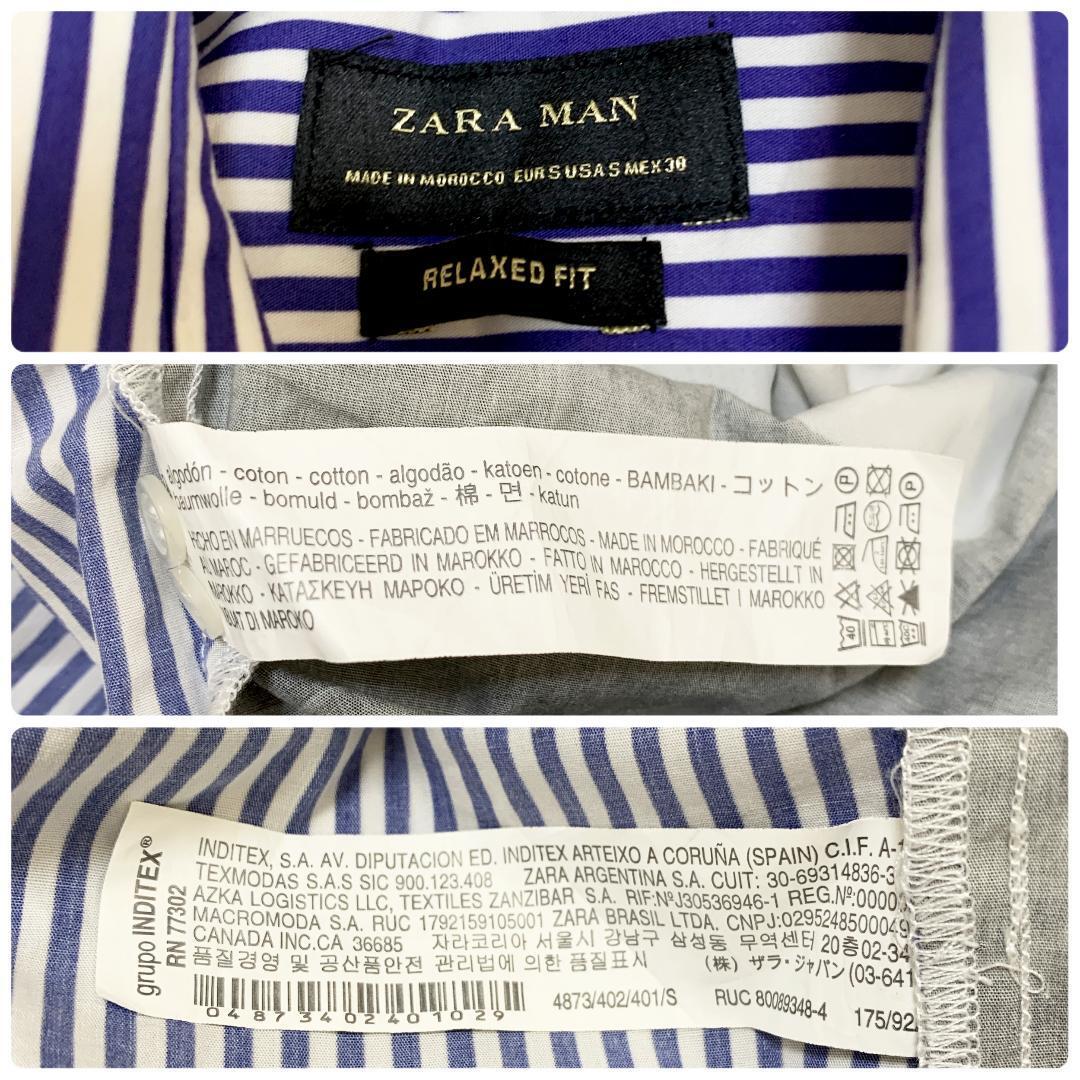 ZARA MAN
MADE IN MOROCCO EUR S USA S MEX 38
RELAXED FIT
algodón - coton - cotton - algodão - katoen - cotone - BAMBAKI - コットン
baumwolle - bomuld - bombaž - 棉 - 면 - katun
HECHO EN MARRUECOS - FABRICADO EM MARROCOS - MADE IN MOROCCO - FABRIQUÉ
AU MAROC - GEFABRICEERD IN MAROKKO - FATTO IN MAROCCO - HERGESTELLT IN
MAROKKO - ΚΑΤΑΣΚΕΥΗ ΜΑΡΟΚΟ - ÜRETİM YERİ FAS - FREMSTILLET I MAROKKO
DI MAROKO
P P
40
grupo INDITEX®
RN 77302
INDITEX, S.A. AV. DIPUTACION ED. INDITEX ARTEIXO A CORUÑA (SPAIN) C.I.F. A-
TEXMODAS S.A.S SIC 900.123.408 ZARA ARGENTINA S.A. CUIT: 30-69314836-3
AZKA LOGISTICS LLC, TEXTILES ZANZIBAR S.A. RIF:NºJ30536946-1 REG.Nº:0000
MACROMODA S.A. RUC 1792159105001 ZARA BRASIL LTDA. CNPJ:0295248500049
CANADA INC.CA 36685 자라코리아 서울시 강남구 삼성동 무역센터 20층 02-34
품질경영 및 공산품안전 관리법에 의한 품질표시 (株) ザラ・ジャパン (03-641
0487340240 1029
4873/402/401/S RUC 80089348-4 175/92